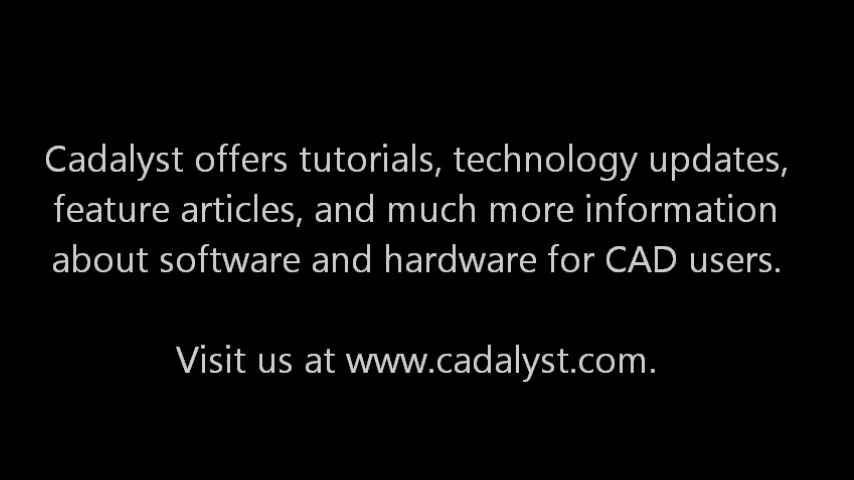 Cadalyst offers tutorials, technology updates,
feature articles, and much more information
about software and hardware for CAD users.
Visit us at www.cadalyst.com.